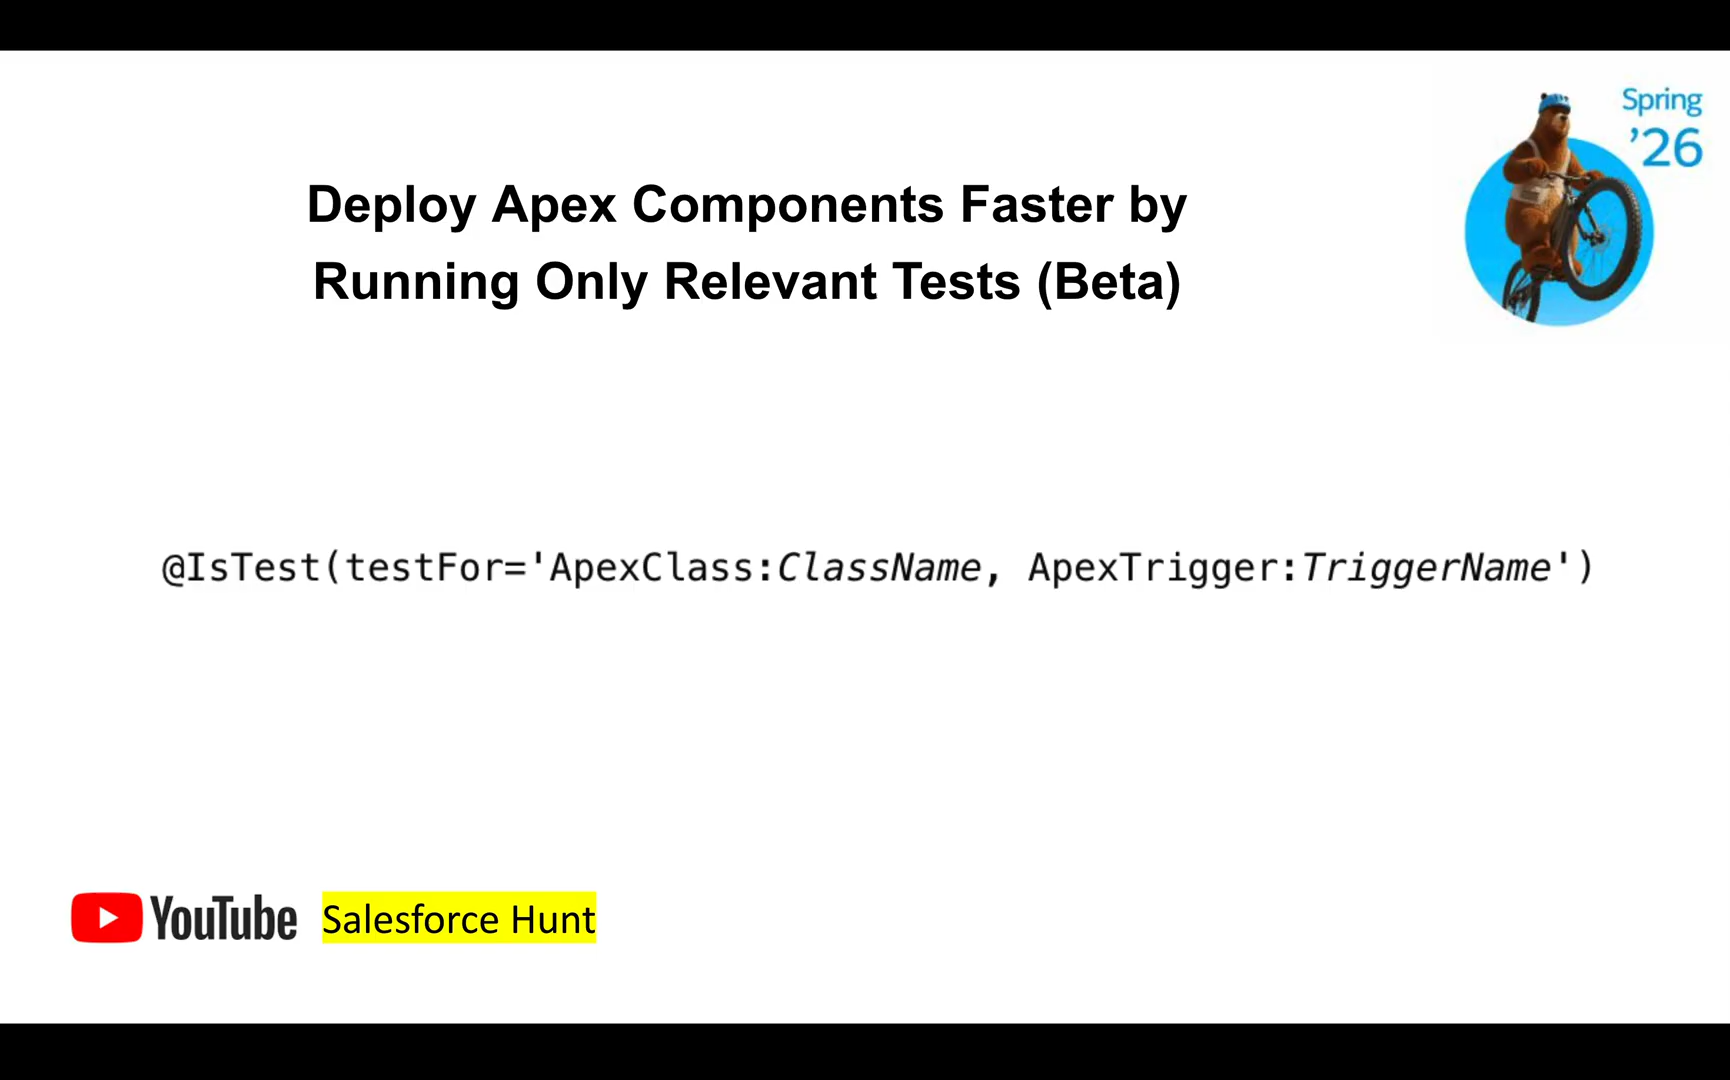 Spring
'26
Deploy Apex Components Faster by
Running Only Relevant Tests (Beta)
@IsTest(testFor='ApexClass:ClassName, ApexTrigger:TriggerName')
YouTube Salesforce Hunt